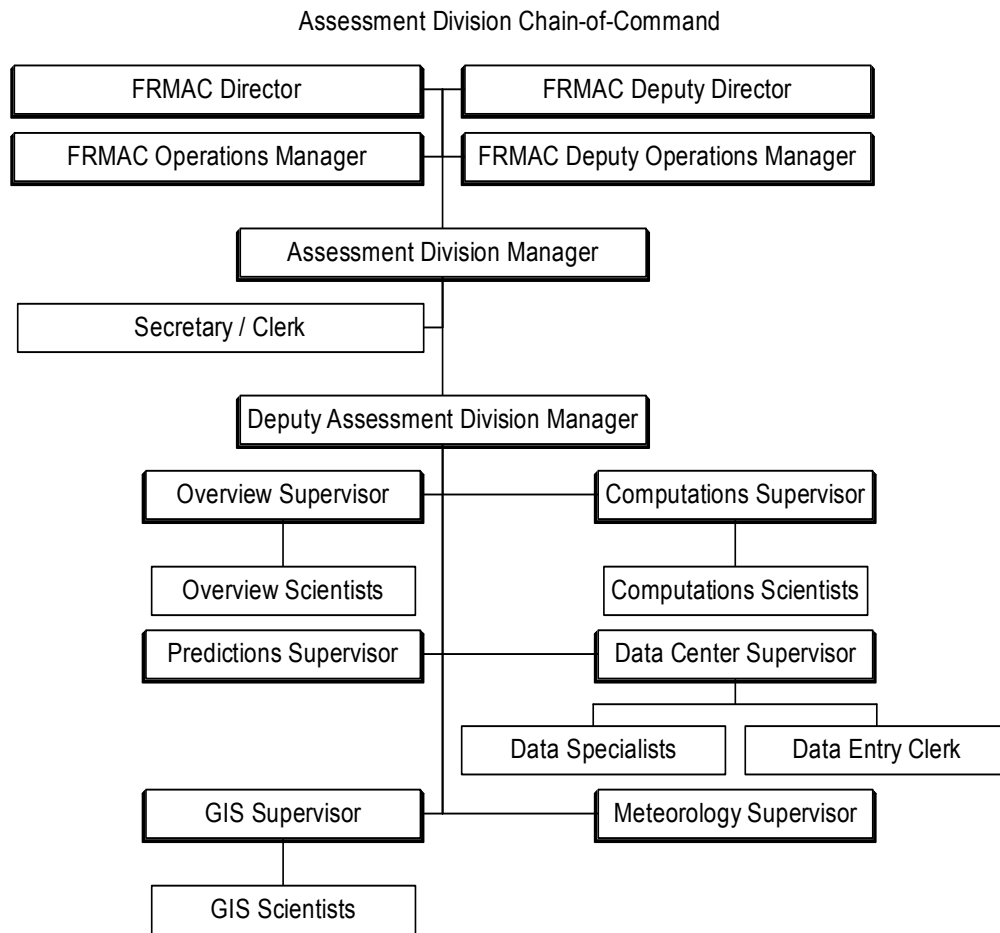 Assessment Division Chain-of-Command
FRMAC Director
FRMAC Deputy Director
FRMAC Operations Manager
FRMAC Deputy Operations Manager
Assessment Division Manager
Secretary / Clerk
Deputy Assessment Division Manager
Overview Supervisor
Computations Supervisor
Overview Scientists
Computations Scientists
Predictions Supervisor
Data Center Supervisor
Data Specialists
Data Entry Clerk
GIS Supervisor
Meteorology Supervisor
GIS Scientists